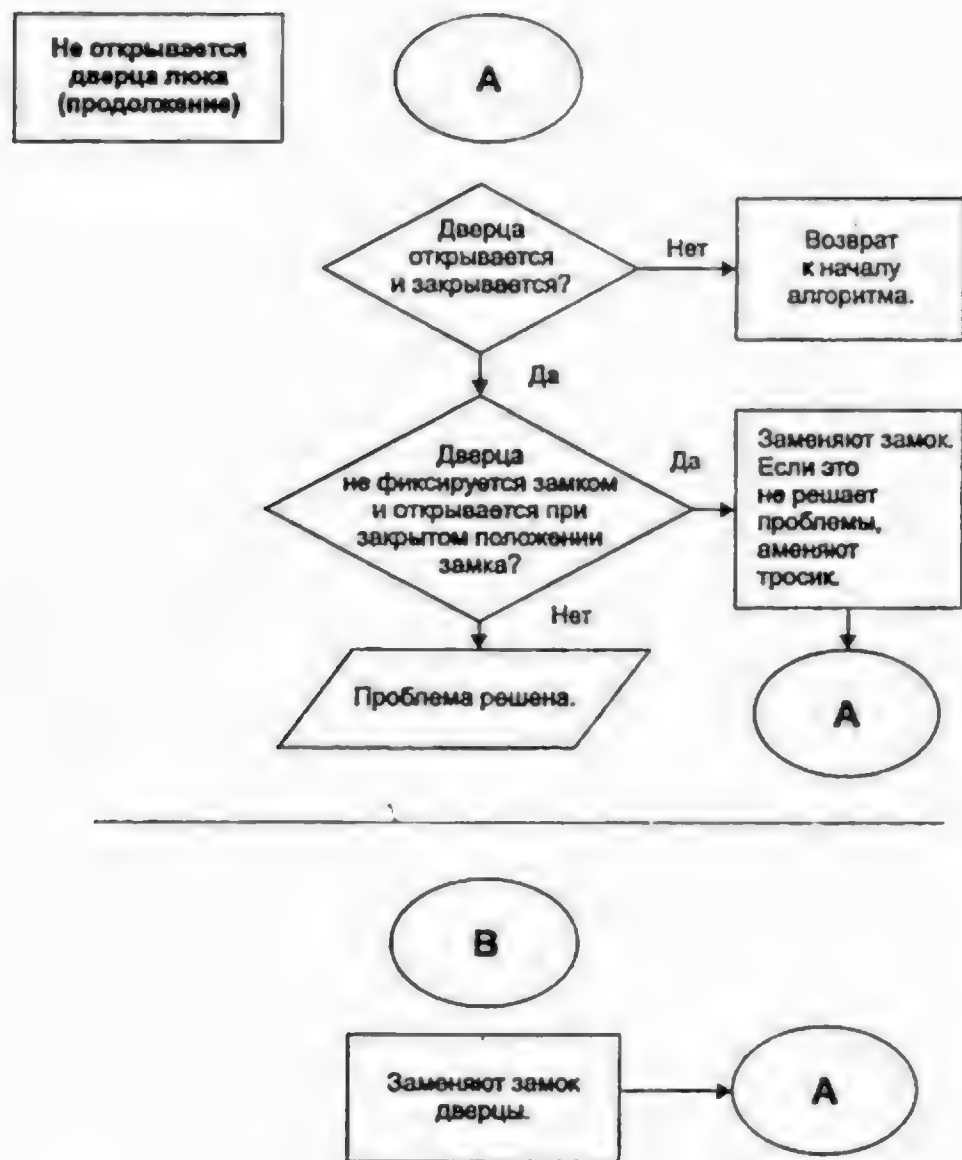 Не открывается
дверца люка
(продолжение)
A
Дверца
открывается
и закрывается?
Нет
Возврат
к началу
алгоритма.
Да
Дверца
не фиксируется замком
и открывается при
закрытом положении
замка?
Да
Заменяют замок.
Если это
не решает
проблемы,
аменяют
тросик.
Нет
Проблема решена.
A
B
Заменяют замок
дверцы.
A